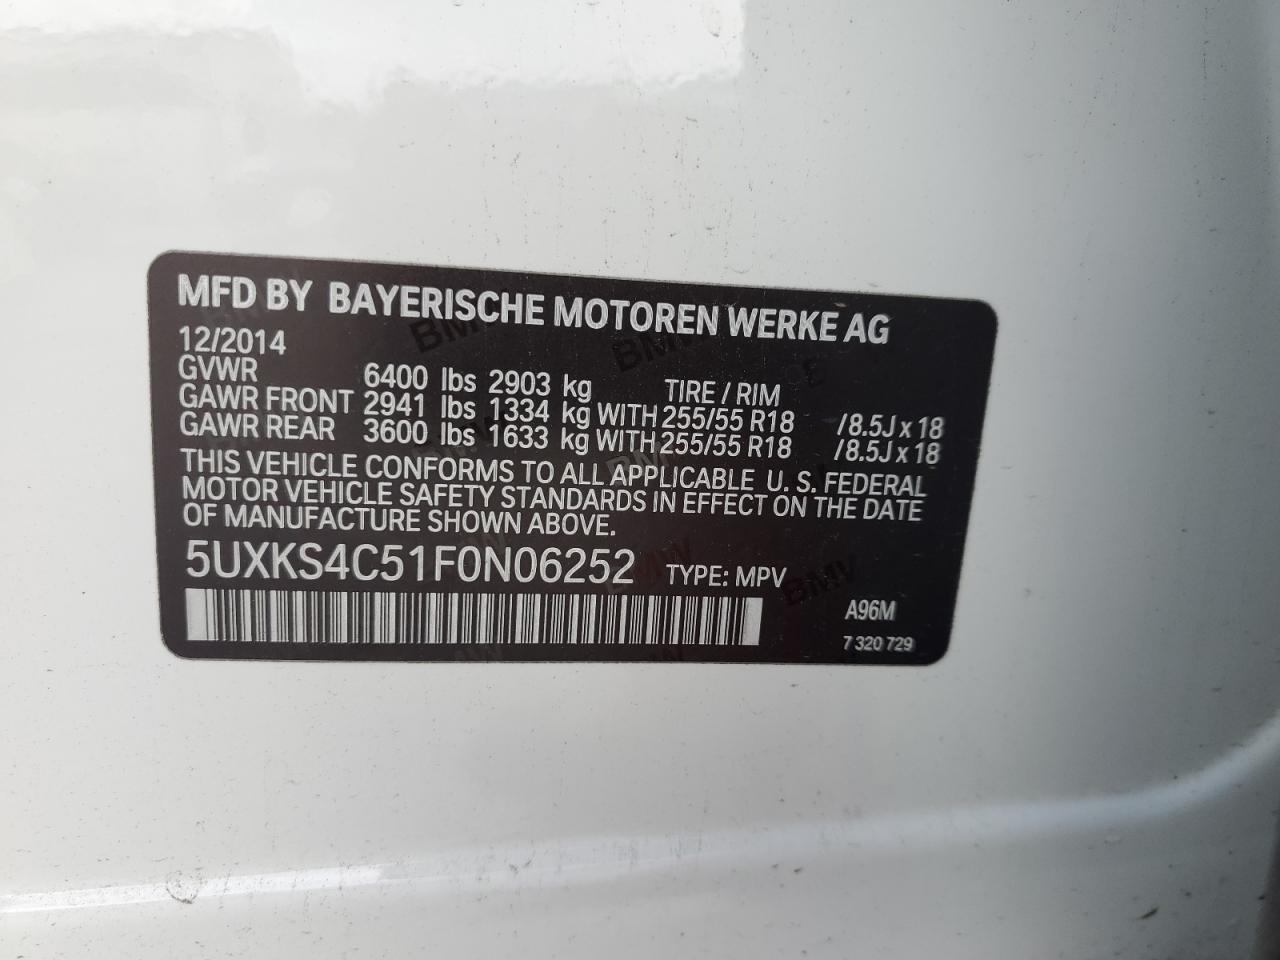 MFD BY BAYERISCHE MOTOREN WERKE AG
12/2014
GVWR 6400 lbs 2903 kg TIRE / RIM
GAWR FRONT 2941 lbs 1334 kg WITH 255/55 R18 /8.5J x 18
GAWR REAR 3600 lbs 1633 kg WITH 255/55 R18 /8.5J x 18
THIS VEHICLE CONFORMS TO ALL APPLICABLE U. S. FEDERAL
MOTOR VEHICLE SAFETY STANDARDS IN EFFECT ON THE DATE
OF MANUFACTURE SHOWN ABOVE.
5UXKS4C51F0N06252 TYPE: MPV
A96M
7 320 729